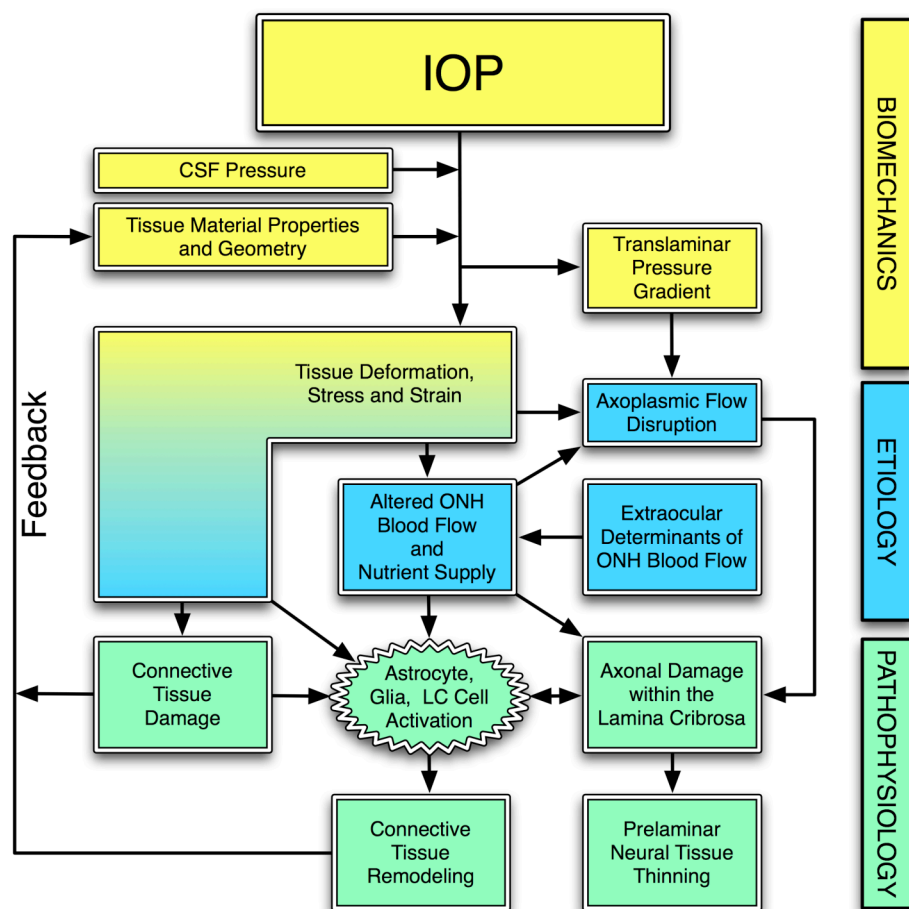 IOP
BIOMECHANICS
CSF Pressure
Tissue Material Properties
and Geometry
Translaminar
Pressure
Gradient
Feedback
Tissue Deformation,
Stress and Strain
Axoplasmic Flow
Disruption
ETIOLOGY
Altered ONH
Blood Flow
and
Nutrient Supply
Extraocular
Determinants of
ONH Blood Flow
Connective
Tissue
Damage
Astrocyte,
Glia, LC Cell
Activation
Axonal Damage
within the
Lamina Cribrosa
PATHOPHYSIOLOGY
Connective
Tissue
Remodeling
Prelaminar
Neural Tissue
Thinning